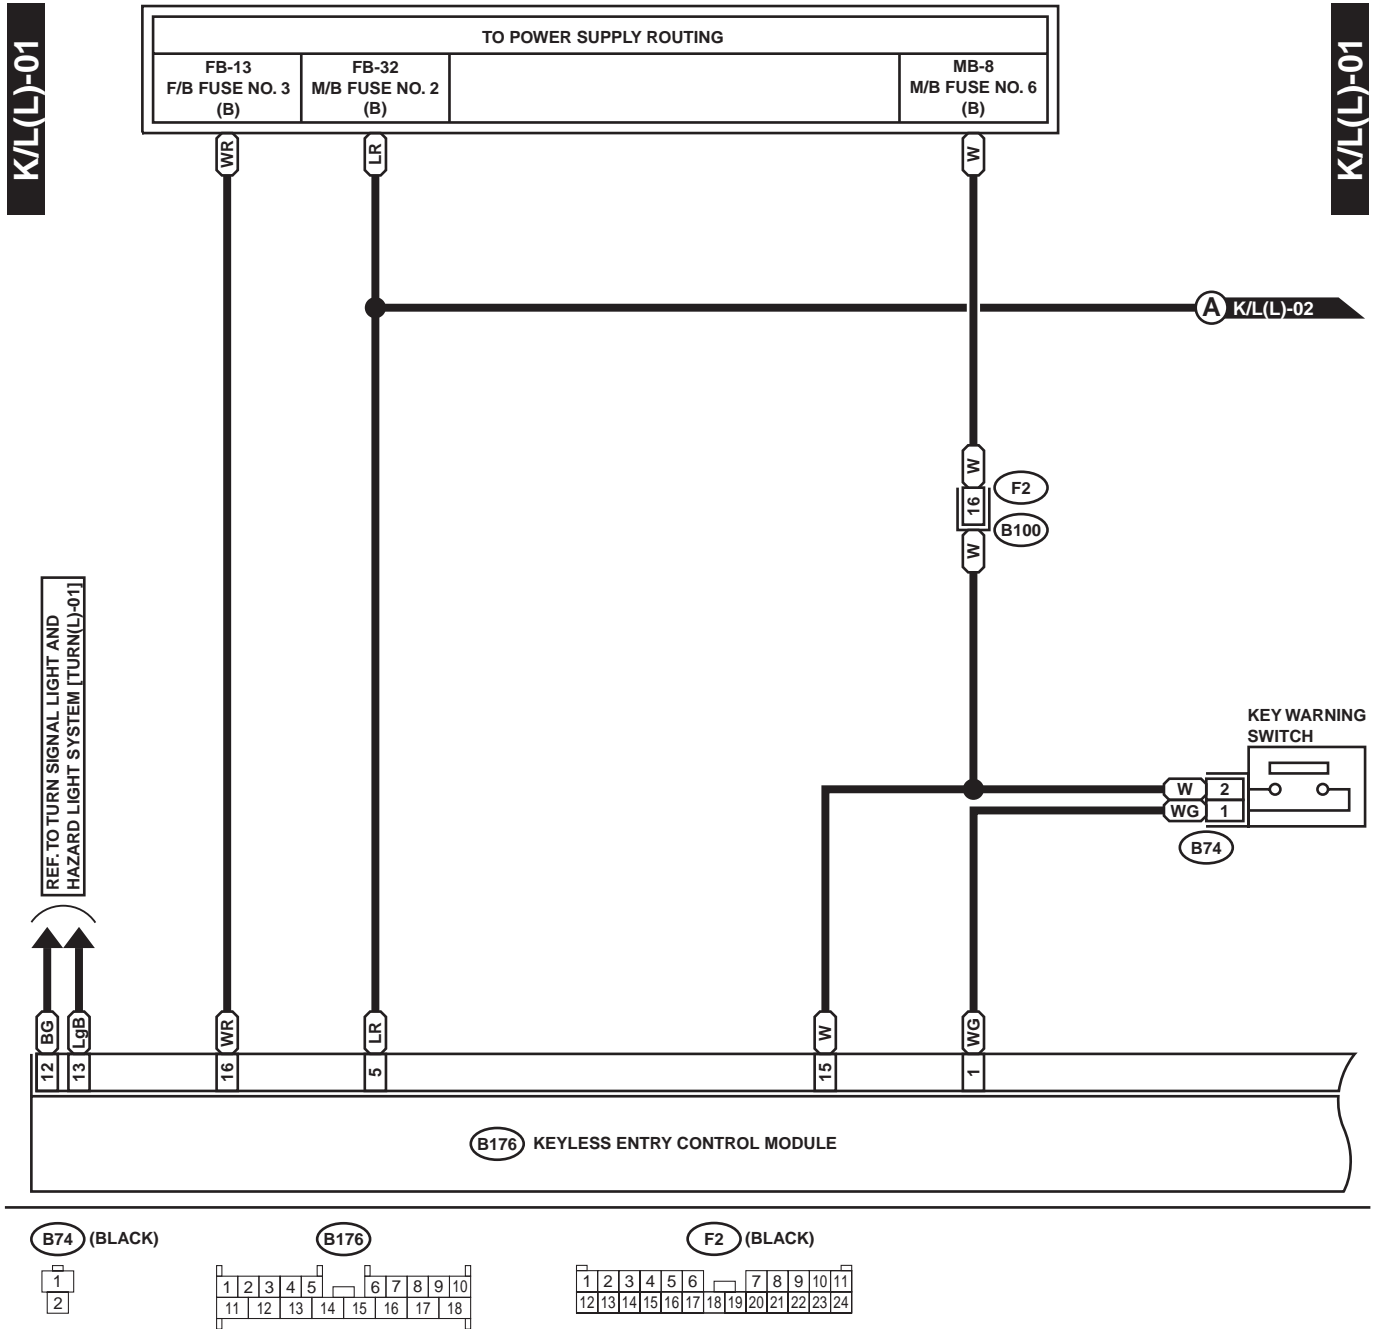 K/L(L)-01
K/L(L)-01
TO POWER SUPPLY ROUTING
FB-13
F/B FUSE NO. 3
(B)
FB-32
M/B FUSE NO. 2
(B)
MB-8
M/B FUSE NO. 6
(B)
WR
LR
W
A
K/L(L)-02
W
16
F2
B100
W
REF. TO TURN SIGNAL LIGHT AND
HAZARD LIGHT SYSTEM [TURN(L)-01]
KEY WARNING
SWITCH
W 2
WG 1
B74
BG
LgB
WR
LR
W
WG
12
13
16
5
15
1
B176 KEYLESS ENTRY CONTROL MODULE
B74 (BLACK)
1
2
B176
1 2 3 4 5 6 7 8 9 10
11 12 13 14 15 16 17 18
F2 (BLACK)
1 2 3 4 5 6 7 8 9 10 11
12 13 14 15 16 17 18 19 20 21 22 23 24